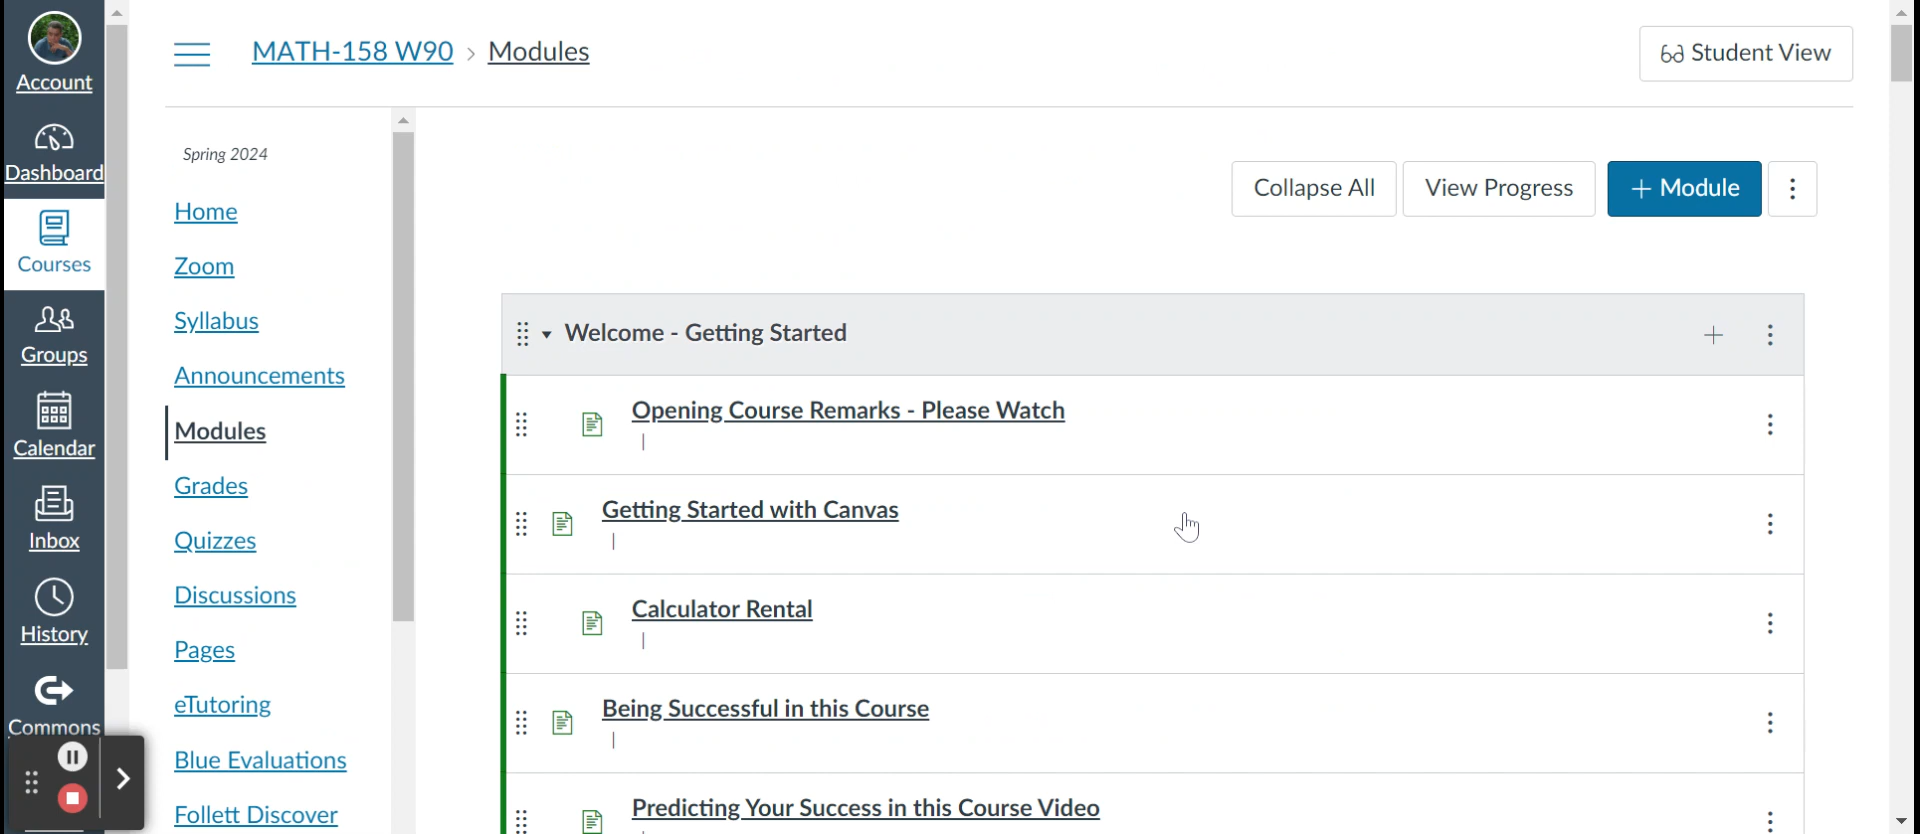 Account
Dashboard
Courses
Groups
Calendar
Inbox
History
Commons
MATH-158 W90 > Modules
Student View
Spring 2024
Home
Zoom
Syllabus
Announcements
Modules
Grades
Quizzes
Discussions
Pages
eTutoring
Blue Evaluations
Follett Discover
Collapse All
View Progress
+ Module
Welcome - Getting Started
Opening Course Remarks - Please Watch
|
Getting Started with Canvas
|
Calculator Rental
|
Being Successful in this Course
|
Predicting Your Success in this Course Video